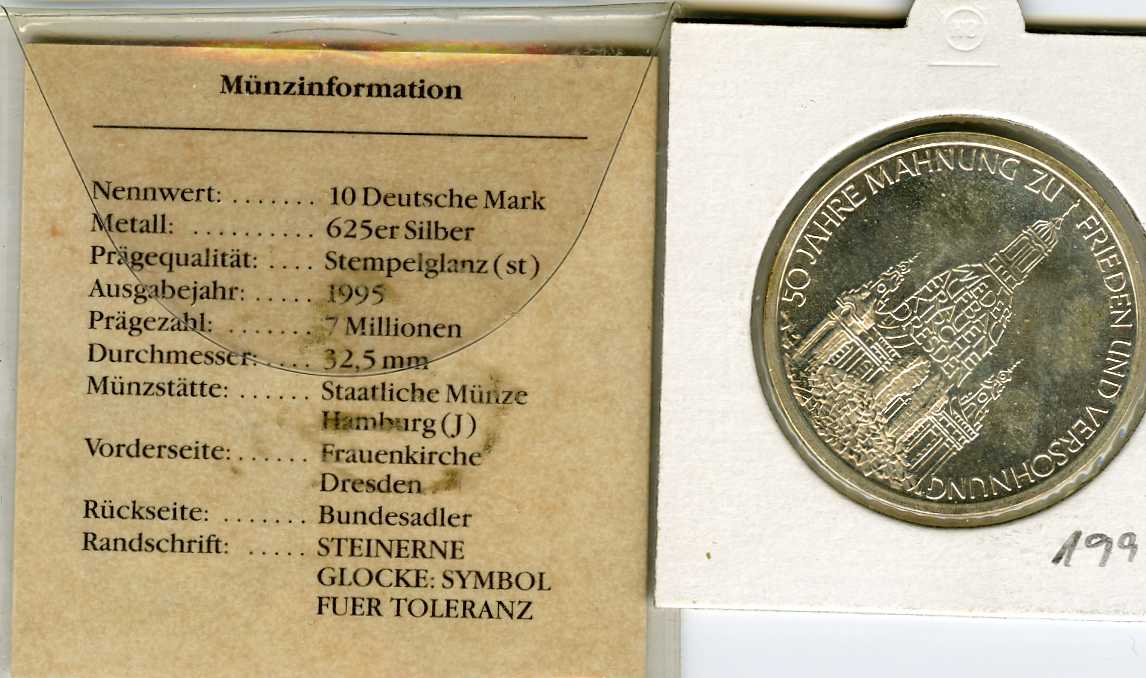 Münzinformation
Nennwert: ....... 10 Deutsche Mark
Metall: .......... 625er Silber
Prägequalität: .... Stempelglanz (st)
Ausgabejahr: ...... 1995
Prägezahl: ....... 7 Millionen
Durchmesser: .... 32,5 mm
Münzstätte: ...... Staatliche Münze
Hamburg (J)
Vorderseite: ...... Frauenkirche
Dresden
Rückseite: ....... Bundesadler
Randschrift: ..... STEINERNE
GLOCKE: SYMBOL
FUER TOLERANZ
50 JAHRE MAHNUNG ZU FRIEDEN UND VERSÖHNUNG
199